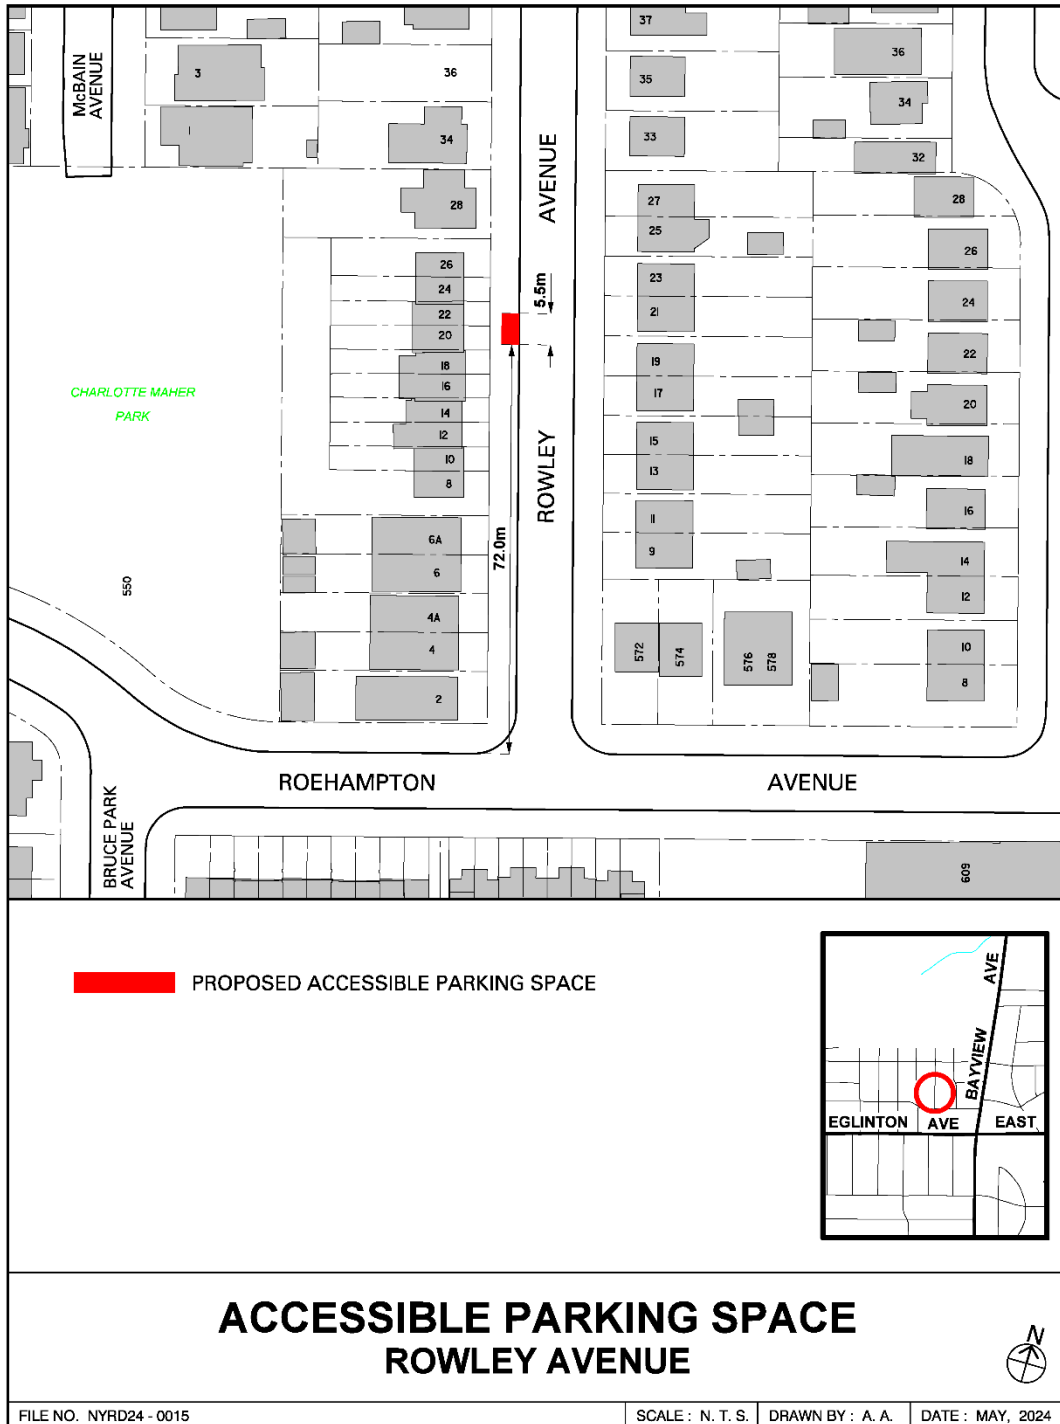 McBAIN
AVENUE
3
1
36
34
28
26
24
22
20
18
16
14
12
10
8
6A
6
4A
4
2
CHARLOTTE MAHER
PARK
550
AVENUE
ROWLEY
5.5m
72.0m
37
35
33
27
25
23
21
19
17
15
13
11
9
572
574
576
578
36
34
32
28
26
24
22
20
18
16
14
12
10
8
ROEHAMPTON AVENUE
BRUCE PARK
AVENUE
609
PROPOSED ACCESSIBLE PARKING SPACE
BAYVIEW AVE
EGLINTON AVE EAST
ACCESSIBLE PARKING SPACE
ROWLEY AVENUE
N
FILE NO. NYRD24 - 0015
SCALE : N. T. S.
DRAWN BY : A. A.
DATE : MAY, 2024